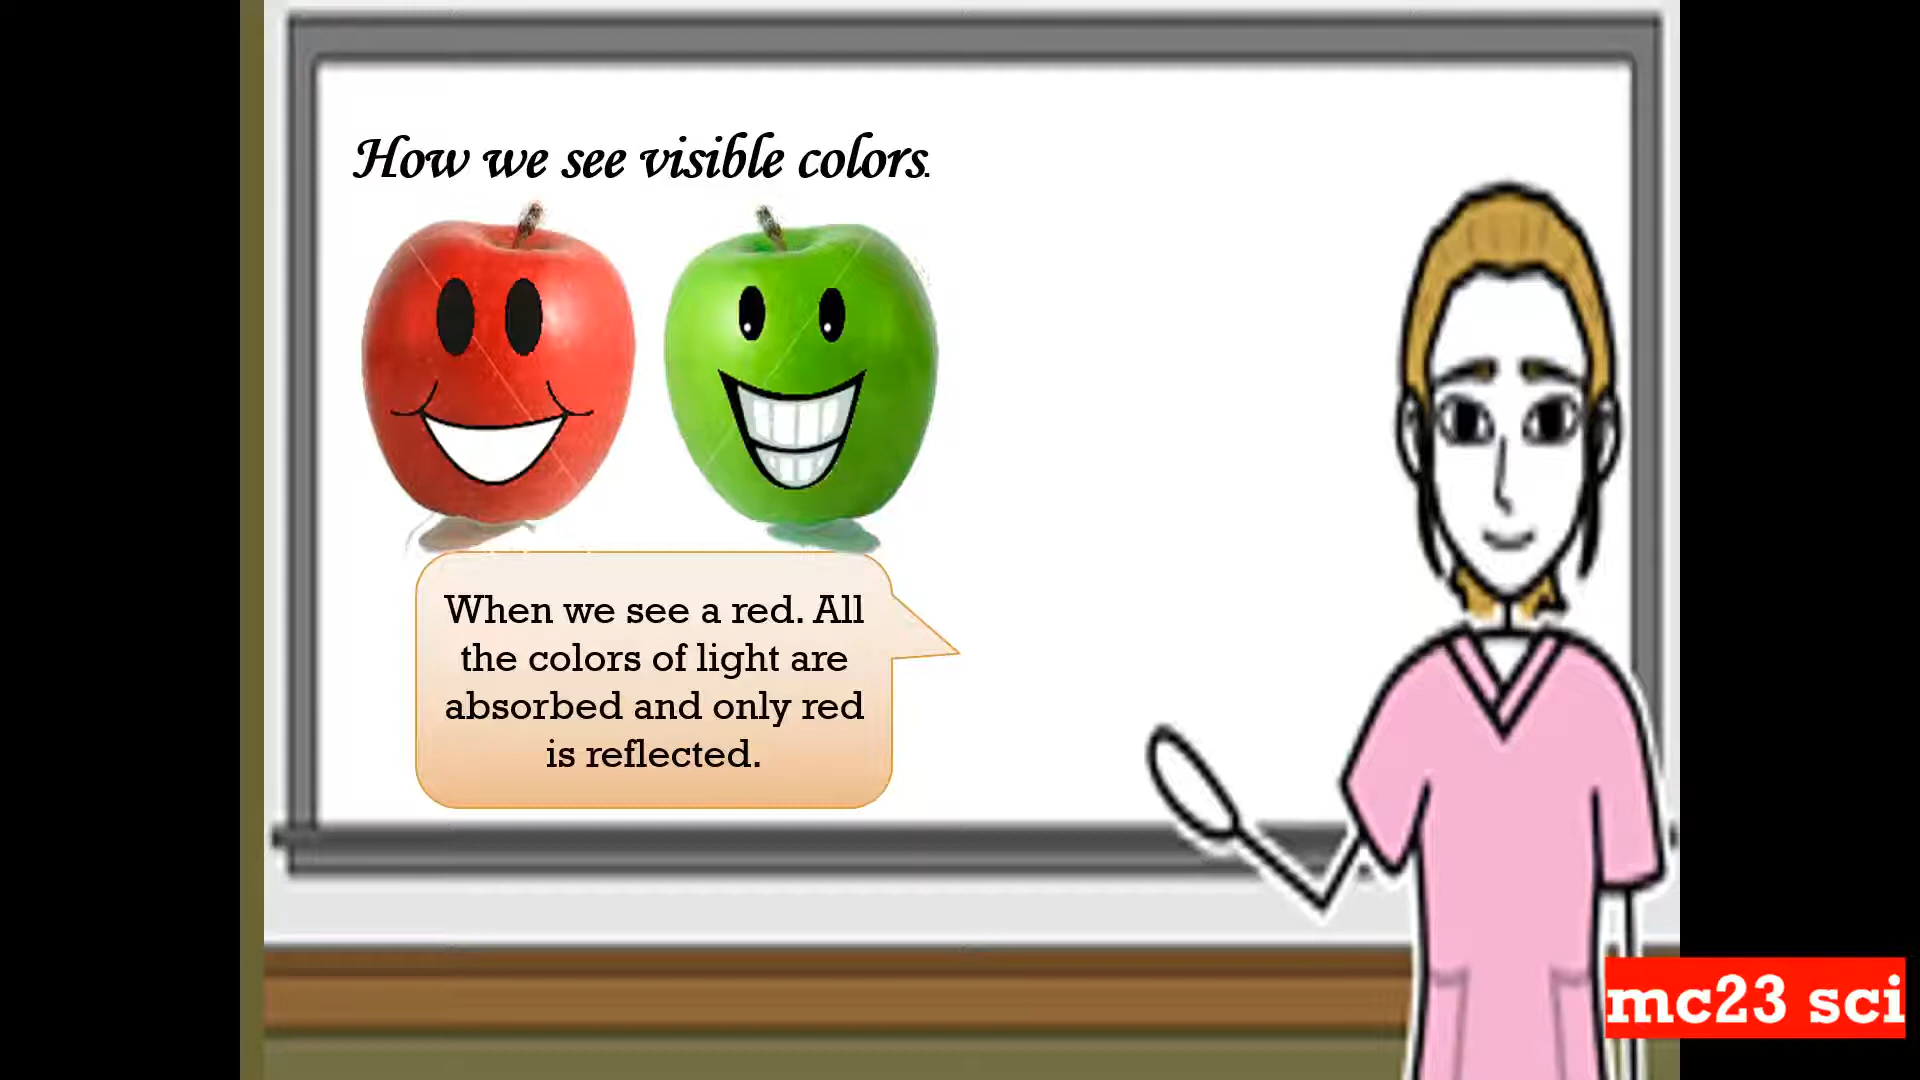 How we see visible colors.
When we see a red. All
the colors of light are
absorbed and only red
is reflected.
mc23 sci